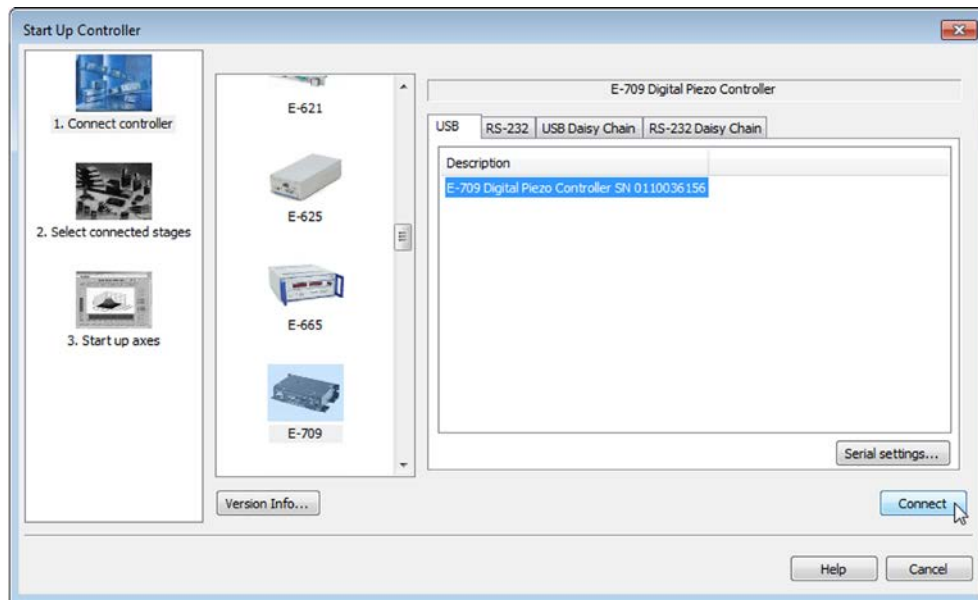 Start Up Controller
1. Connect controller
2. Select connected stages
3. Start up axes
E-621
E-625
E-665
E-709
Version Info...
E-709 Digital Piezo Controller
USB RS-232 USB Daisy Chain RS-232 Daisy Chain
Description
E-709 Digital Piezo Controller SN 0110036156
Serial settings...
Connect
Help Cancel